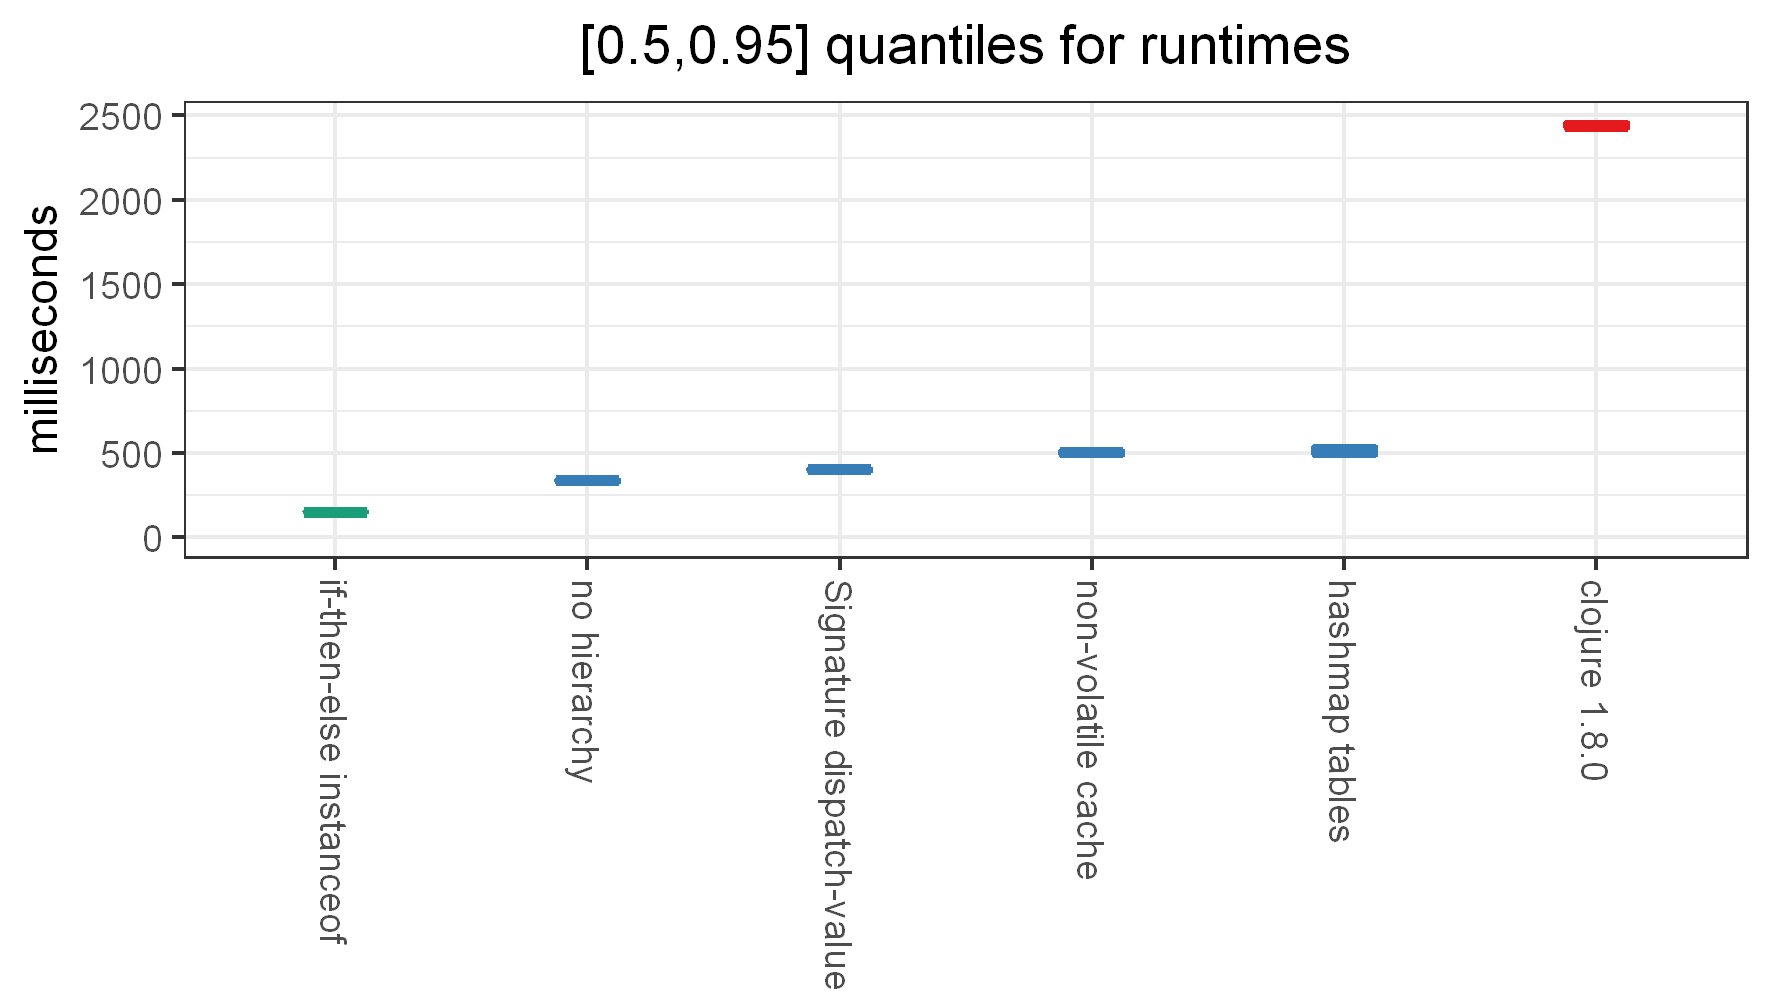 [0.5,0.95] quantiles for runtimes
milliseconds
2500
2000
1500
1000
500
0
if-then-else instanceof
no hierarchy
Signature dispatch-value
non-volatile cache
hashmap tables
clojure 1.8.0